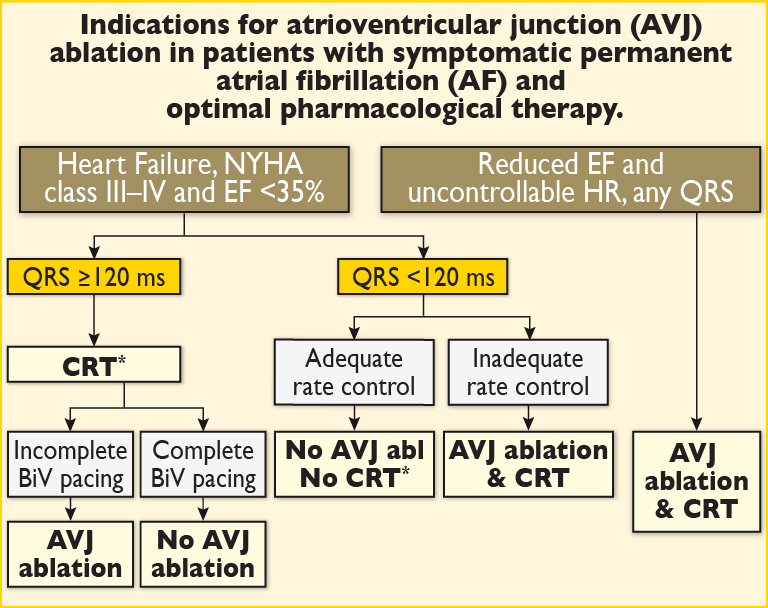 Indications for atrioventricular junction (AVJ)
ablation in patients with symptomatic permanent
atrial fibrillation (AF) and
optimal pharmacological therapy.
Heart Failure, NYHA
class III–IV and EF <35%
Reduced EF and
uncontrollable HR, any QRS
QRS ≥120 ms
QRS <120 ms
CRT*
Adequate
rate control
Inadequate
rate control
Incomplete
BiV pacing
Complete
BiV pacing
No AVJ abl
No CRT*
AVJ ablation
& CRT
AVJ
ablation
& CRT
AVJ
ablation
No AVJ
ablation